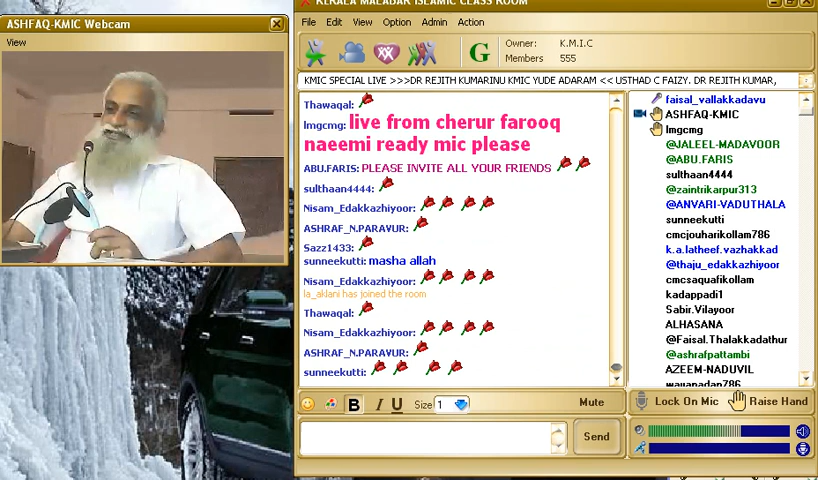 ASHFAQ-KMIC Webcam
View
KERALA MALABAR ISLAMIC CLASS ROOM
File Edit View Option Admin Action
G
Owner: K.M.I.C
Members 555
KMIC SPECIAL LIVE >>>DR REJITH KUMARINU KMIC YUDE ADARAM << USTHAD C FAIZY. DR REJITH KUMAR,
Thawaqal:
lmgcmg: live from cherur farooq
naeemi ready mic please
ABU.FARIS: PLEASE INVITE ALL YOUR FRIENDS
sulthaan4444:
Nisam_Edakkazhiyoor:
ASHRAF_N.PARAVUR:
Sazz1433:
sunneekutti: masha allah
Nisam_Edakkazhiyoor:
la_aklani has joined the room
Thawaqal:
Nisam_Edakkazhiyoor:
ASHRAF_N.PARAVUR:
sunneekutti:
faisal_vallakkadavu
ASHFAQ-KMIC
lmgcmg
@JALEEL-MADAVOOR
@ABU.FARIS
sulthaan4444
@zaintrikarpur313
@ANVARI-VADUTHALA
sunneekutti
cmcjouharikollam786
k.a.latheef.vazhakkad
@thaju_edakkazhiyoor
cmcsaquafikollam
kadappadi1
Sabir.Vilayoor
ALHASANA
@Faisal.Thalakkadathur
@ashrafpattambi
AZEEM-NADUVIL
wayanadan786
B I U Size 1 Mute
Lock On Mic Raise Hand
Send